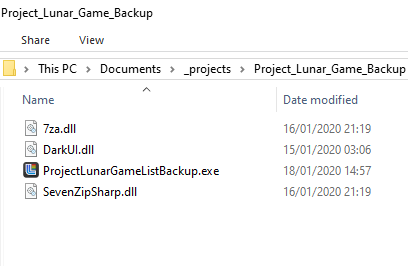 Project_Lunar_Game_Backup
Share View
This PC > Documents > _projects > Project_Lunar_Game_Backup
Name Date modified
7za.dll 16/01/2020 21:19
DarkUI.dll 15/01/2020 03:06
ProjectLunarGameListBackup.exe 18/01/2020 14:57
SevenZipSharp.dll 16/01/2020 21:19